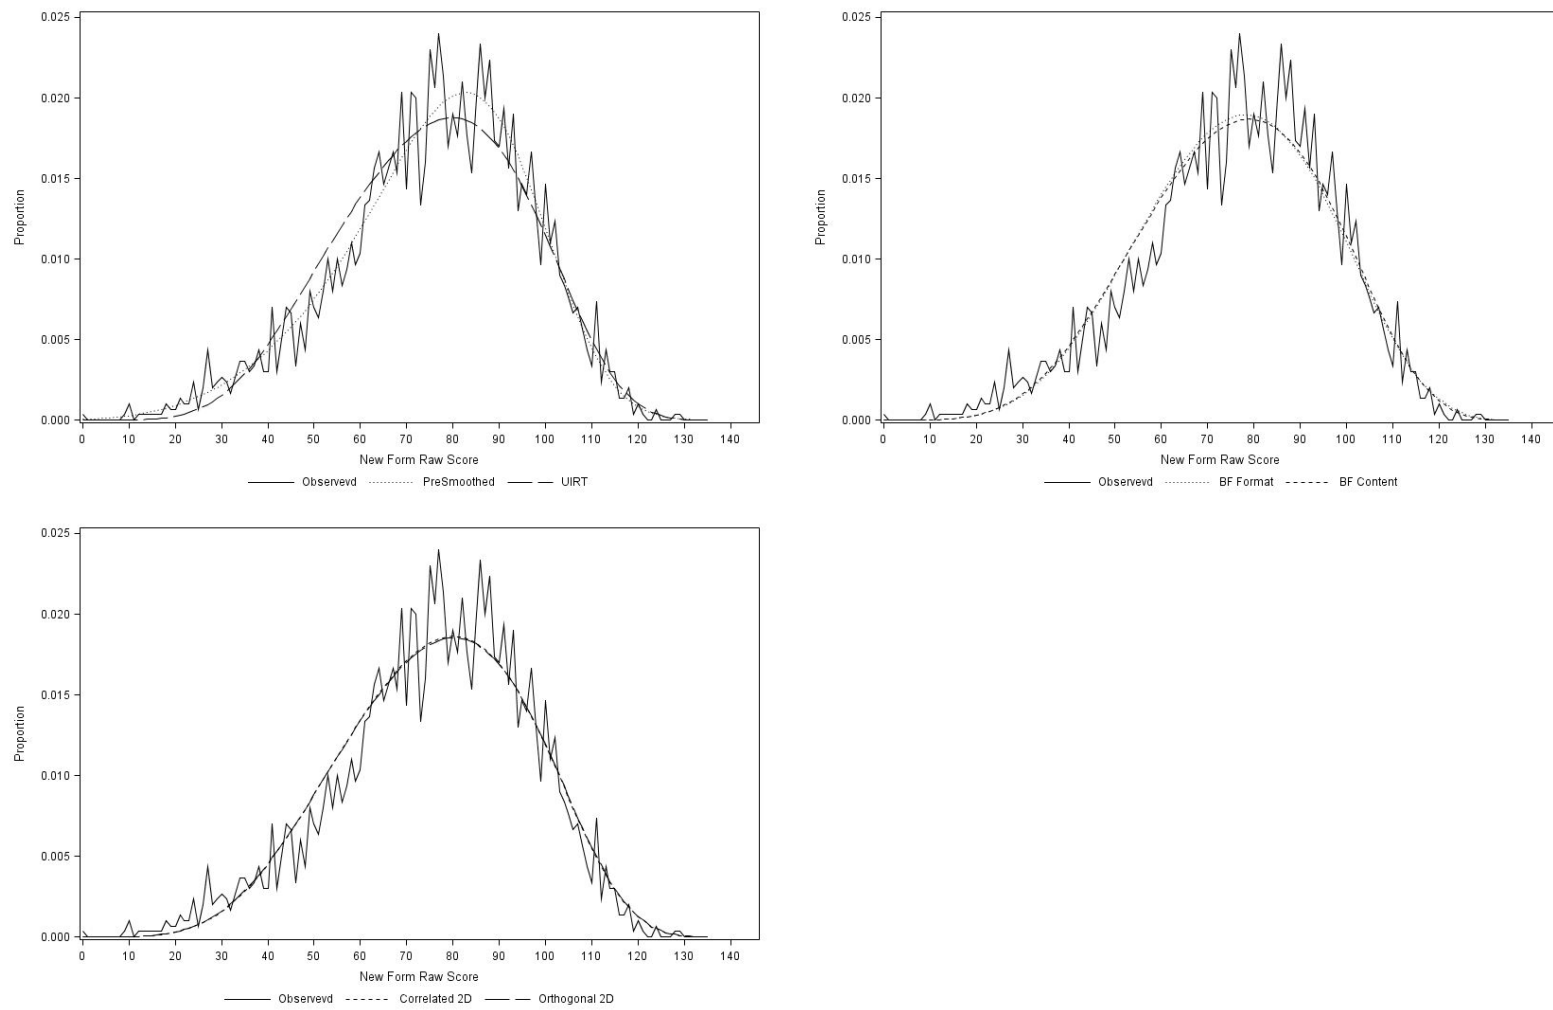 0.025
0.020
0.015
0.010
0.005
0.000
Proportion
0 10 20 30 40 50 60 70 80 90 100 110 120 130 140
New Form Raw Score
Observevd PreSmoothed UIRT
0.025
0.020
0.015
0.010
0.005
0.000
Proportion
0 10 20 30 40 50 60 70 80 90 100 110 120 130 140
New Form Raw Score
Observevd BF Format BF Content
0.025
0.020
0.015
0.010
0.005
0.000
Proportion
0 10 20 30 40 50 60 70 80 90 100 110 120 130 140
New Form Raw Score
Observevd Correlated 2D Orthogonal 2D